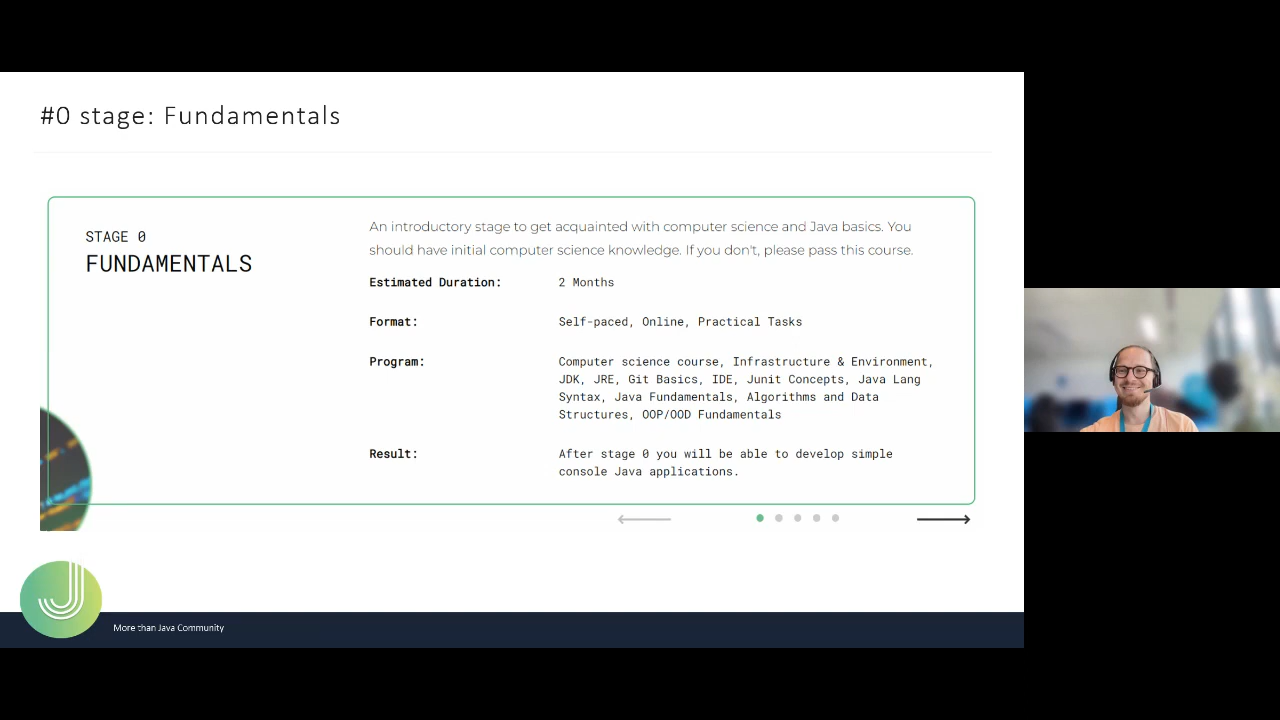 #0 stage: Fundamentals
STAGE 0
FUNDAMENTALS
An introductory stage to get acquainted with computer science and Java basics. You
should have initial computer science knowledge. If you don't, please pass this course.
Estimated Duration: 2 Months
Format: Self-paced, Online, Practical Tasks
Program: Computer science course, Infrastructure & Environment,
JDK, JRE, Git Basics, IDE, Junit Concepts, Java Lang
Syntax, Java Fundamentals, Algorithms and Data
Structures, OOP/OOD Fundamentals
Result: After stage 0 you will be able to develop simple
console Java applications.
J
More than Java Community